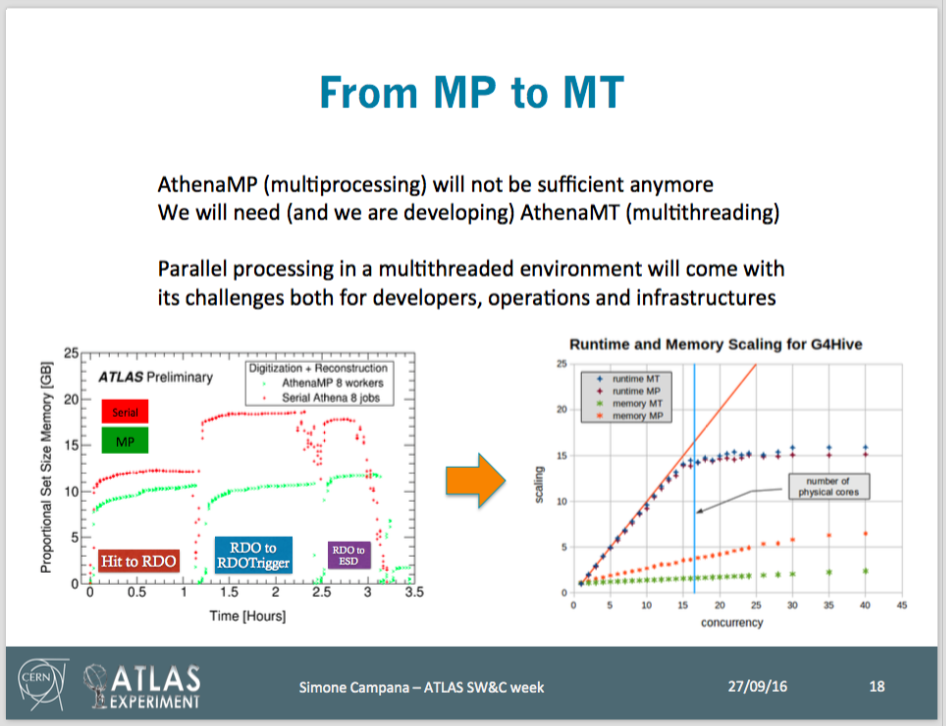 From MP to MT
AthenaMP (multiprocessing) will not be sufficient anymore
We will need (and we are developing) AthenaMT (multithreading)
Parallel processing in a multithreaded environment will come with
its challenges both for developers, operations and infrastructures
Proportional Set Size Memory [GB]
25
20
15
10
5
0
ATLAS Preliminary
Serial
MP
Digitization + Reconstruction
AthenaMP 8 workers
Serial Athena 8 jobs
Hit to RDO
RDO to
RDOTrigger
RDO to
ESD
0 0.5 1 1.5 2 2.5 3 3.5
Time [Hours]
Runtime and Memory Scaling for G4Hive
scaling
25
20
15
10
5
0
runtime MT
runtime MP
memory MT
memory MP
number of
physical cores
0 5 10 15 20 25 30 35 40 45
concurrency
CERN
ATLAS
EXPERIMENT
Simone Campana – ATLAS SW&C week
27/09/16
18